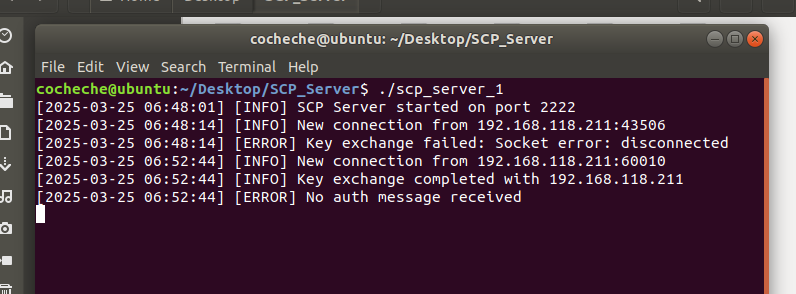 cocheche@ubuntu: ~/Desktop/SCP_Server
File Edit View Search Terminal Help
cocheche@ubuntu:~/Desktop/SCP_Server$ ./scp_server_1
[2025-03-25 06:48:01] [INFO] SCP Server started on port 2222
[2025-03-25 06:48:14] [INFO] New connection from 192.168.118.211:43506
[2025-03-25 06:48:14] [ERROR] Key exchange failed: Socket error: disconnected
[2025-03-25 06:52:44] [INFO] New connection from 192.168.118.211:60010
[2025-03-25 06:52:44] [INFO] Key exchange completed with 192.168.118.211
[2025-03-25 06:52:44] [ERROR] No auth message received